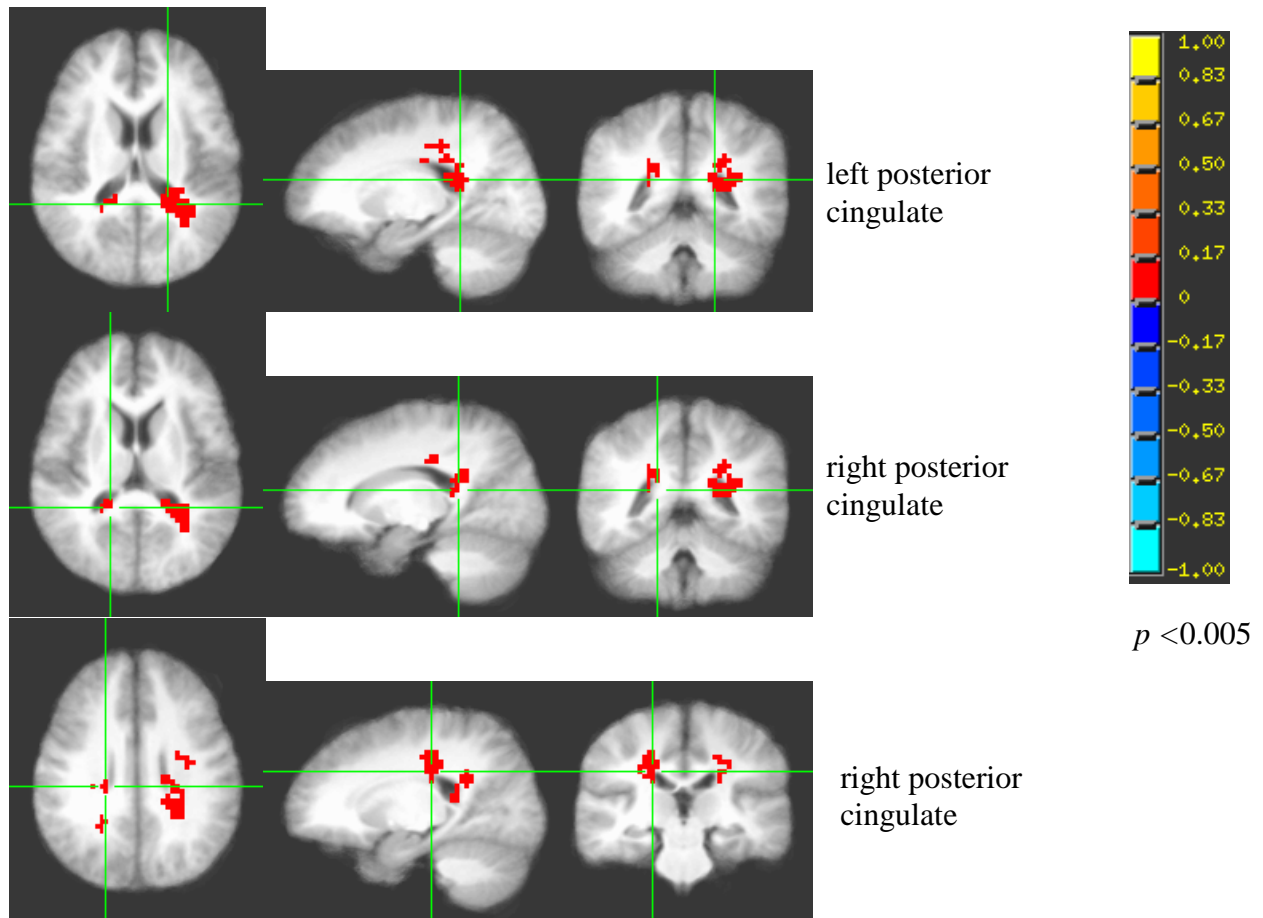 left posterior
cingulate
right posterior
cingulate
right posterior
cingulate
1.00
0.83
0.67
0.50
0.33
0.17
0
-0.17
-0.33
-0.50
-0.67
-0.83
-1.00
p <0.005